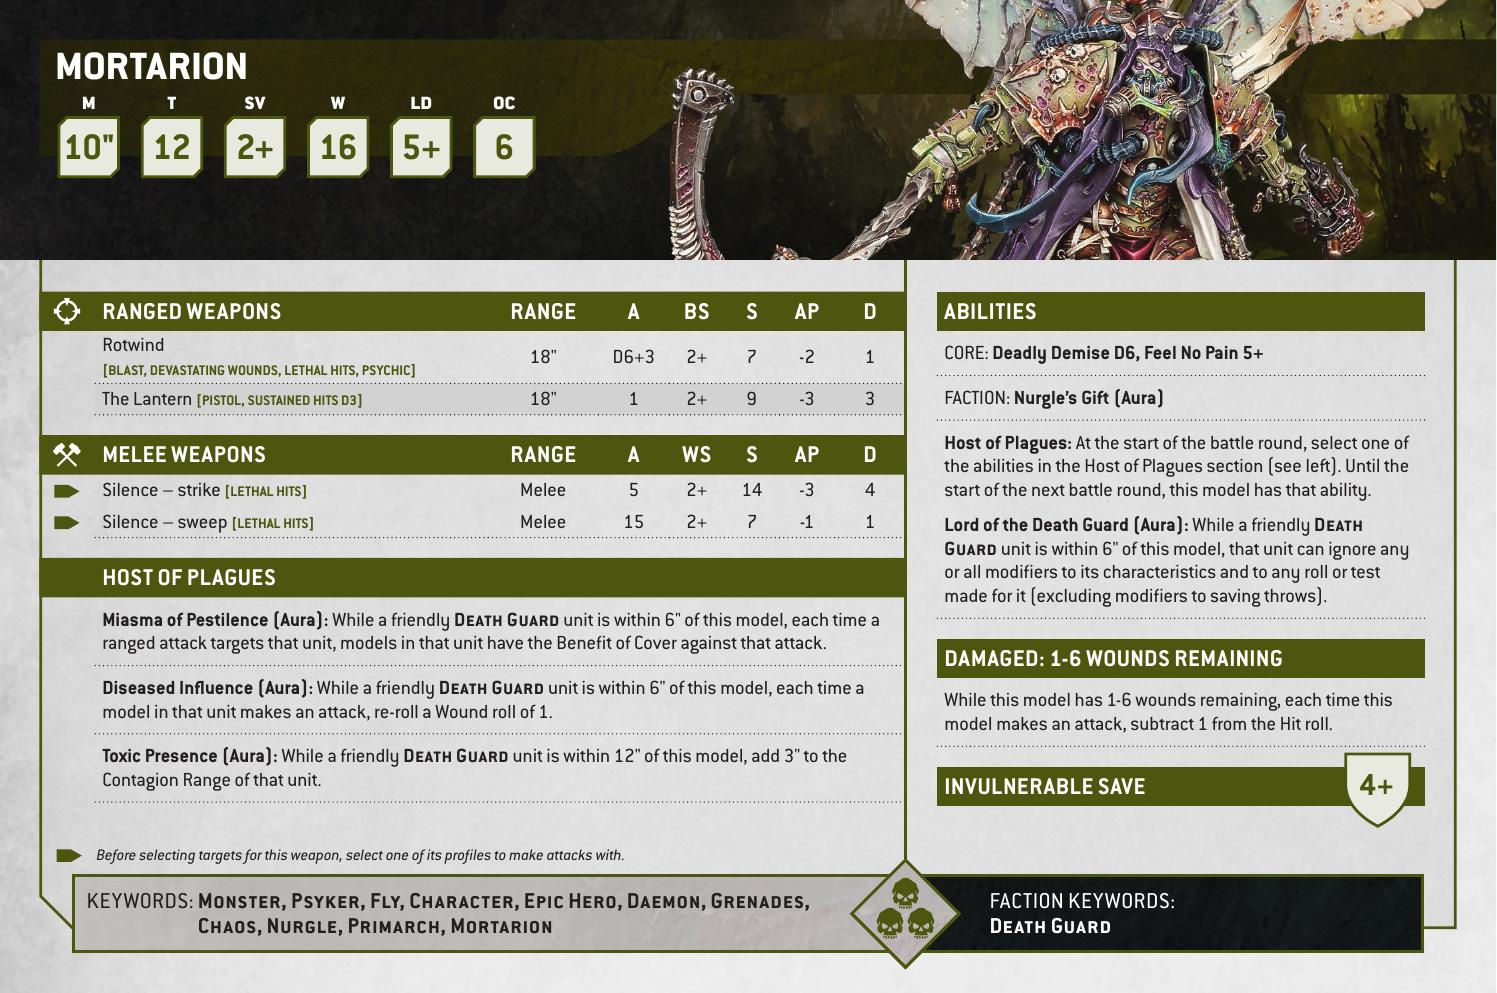 MORTARION
M T SV W LD OC
10" 12 2+ 16 5+ 6
RANGED WEAPONS RANGE A BS S AP D
Rotwind
[BLAST, DEVASTATING WOUNDS, LETHAL HITS, PSYCHIC] 18" D6+3 2+ 7 -2 1
The Lantern [PISTOL, SUSTAINED HITS D3] 18" 1 2+ 9 -3 3
MELEE WEAPONS RANGE A WS S AP D
Silence – strike [LETHAL HITS] Melee 5 2+ 14 -3 4
Silence – sweep [LETHAL HITS] Melee 15 2+ 7 -1 1
HOST OF PLAGUES
Miasma of Pestilence (Aura): While a friendly DEATH GUARD unit is within 6" of this model, each time a
ranged attack targets that unit, models in that unit have the Benefit of Cover against that attack.
Diseased Influence (Aura): While a friendly DEATH GUARD unit is within 6" of this model, each time a
model in that unit makes an attack, re-roll a Wound roll of 1.
Toxic Presence (Aura): While a friendly DEATH GUARD unit is within 12" of this model, add 3" to the
Contagion Range of that unit.
Before selecting targets for this weapon, select one of its profiles to make attacks with.
ABILITIES
CORE: Deadly Demise D6, Feel No Pain 5+
FACTION: Nurgle's Gift (Aura)
Host of Plagues: At the start of the battle round, select one of
the abilities in the Host of Plagues section (see left). Until the
start of the next battle round, this model has that ability.
Lord of the Death Guard (Aura): While a friendly DEATH
GUARD unit is within 6" of this model, that unit can ignore any
or all modifiers to its characteristics and to any roll or test
made for it (excluding modifiers to saving throws).
DAMAGED: 1-6 WOUNDS REMAINING
While this model has 1-6 wounds remaining, each time this
model makes an attack, subtract 1 from the Hit roll.
INVULNERABLE SAVE 4+
KEYWORDS: MONSTER, PSYKER, FLY, CHARACTER, EPIC HERO, DAEMON, GRENADES,
CHAOS, NURGLE, PRIMARCH, MORTARION
FACTION KEYWORDS:
DEATH GUARD